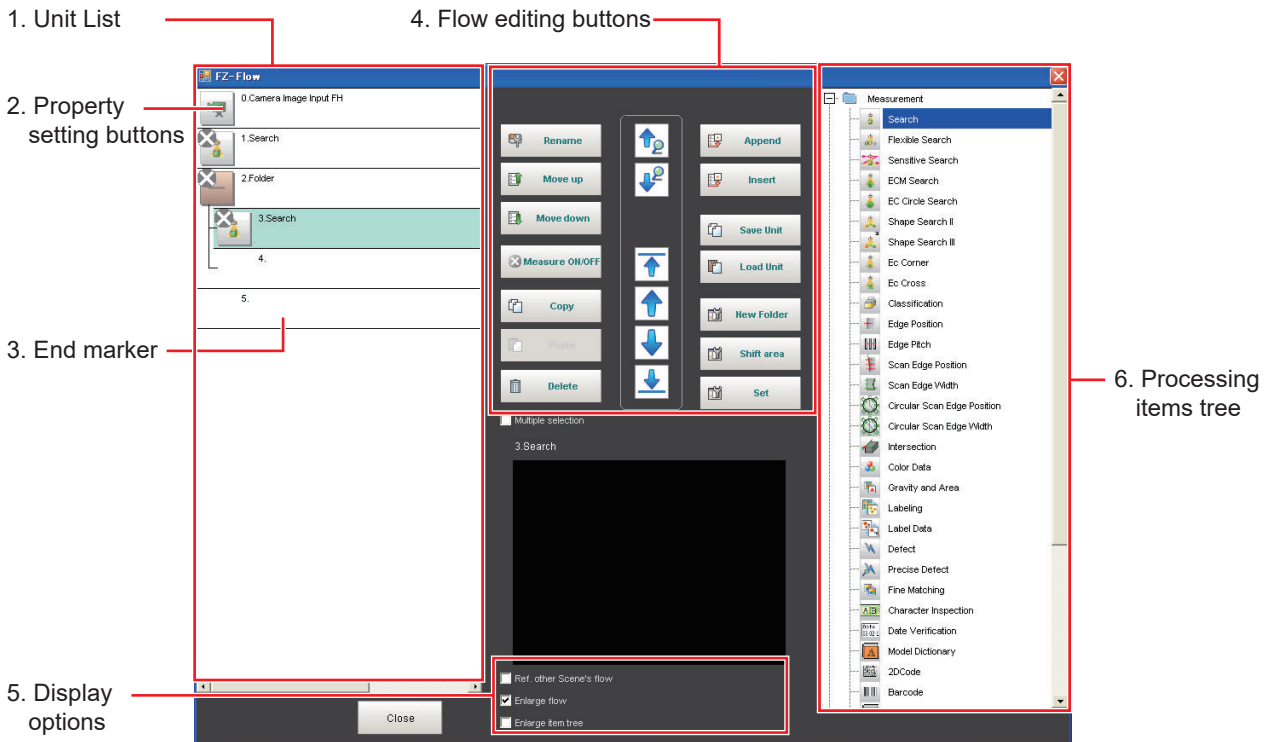 1. Unit List
4. Flow editing buttons
FZ-Flow
2. Property
setting buttons
0.Camera Image Input FH
1.Search
2.Folder
3.Search
4.
5.
3. End marker
Rename
Move up
Move down
Measure ON/OFF
Copy
Paste
Delete
Append
Insert
Save Unit
Load Unit
New Folder
Shift area
Set
Multiple selection
3.Search
5. Display
options
Ref. other Scene's flow
Enlarge flow
Enlarge item tree
Close
Measurement
Search
Flexible Search
Sensitive Search
ECM Search
EC Circle Search
Shape Search II
Shape Search III
Ec Corner
Ec Cross
Classification
Edge Position
Edge Pitch
Scan Edge Position
Scan Edge Width
Circular Scan Edge Position
Circular Scan Edge Width
Intersection
Color Data
Gravity and Area
Labeling
Label Data
Defect
Precise Defect
Fine Matching
Character Inspection
Date Verification
Model Dictionary
2DCode
Barcode
6. Processing
items tree